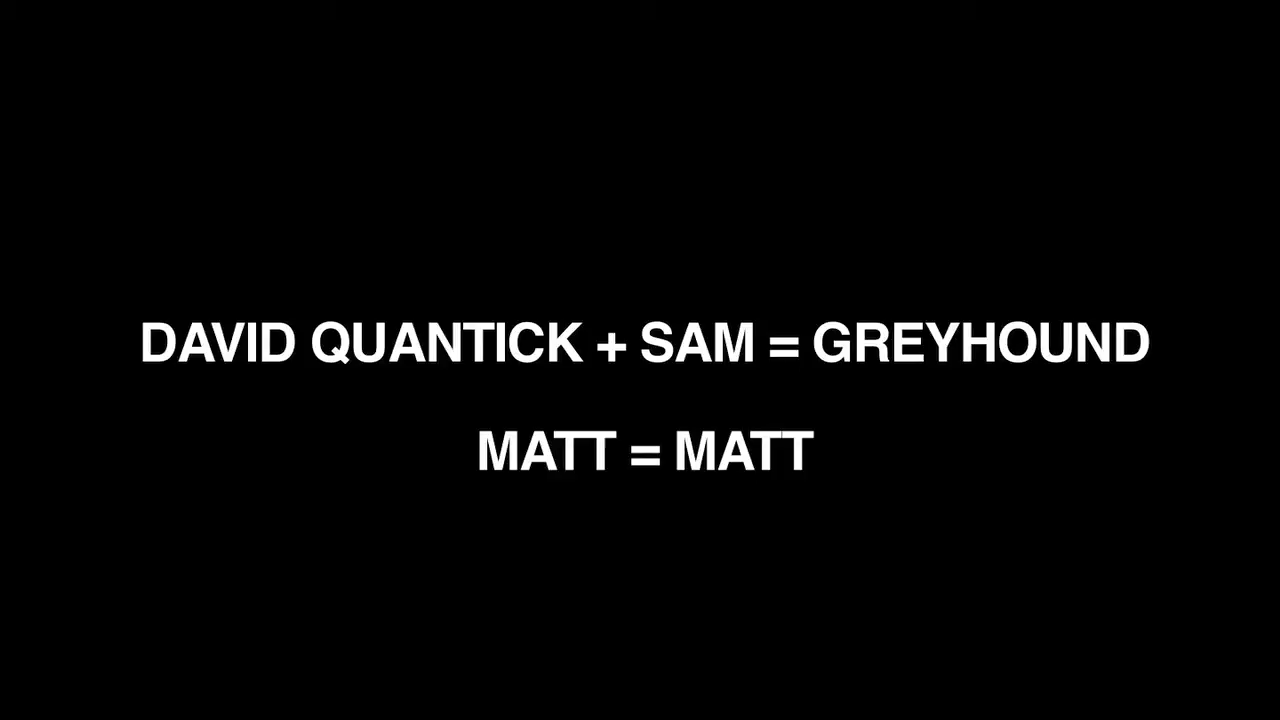 DAVID QUANTICK + SAM = GREYHOUND
MATT = MATT